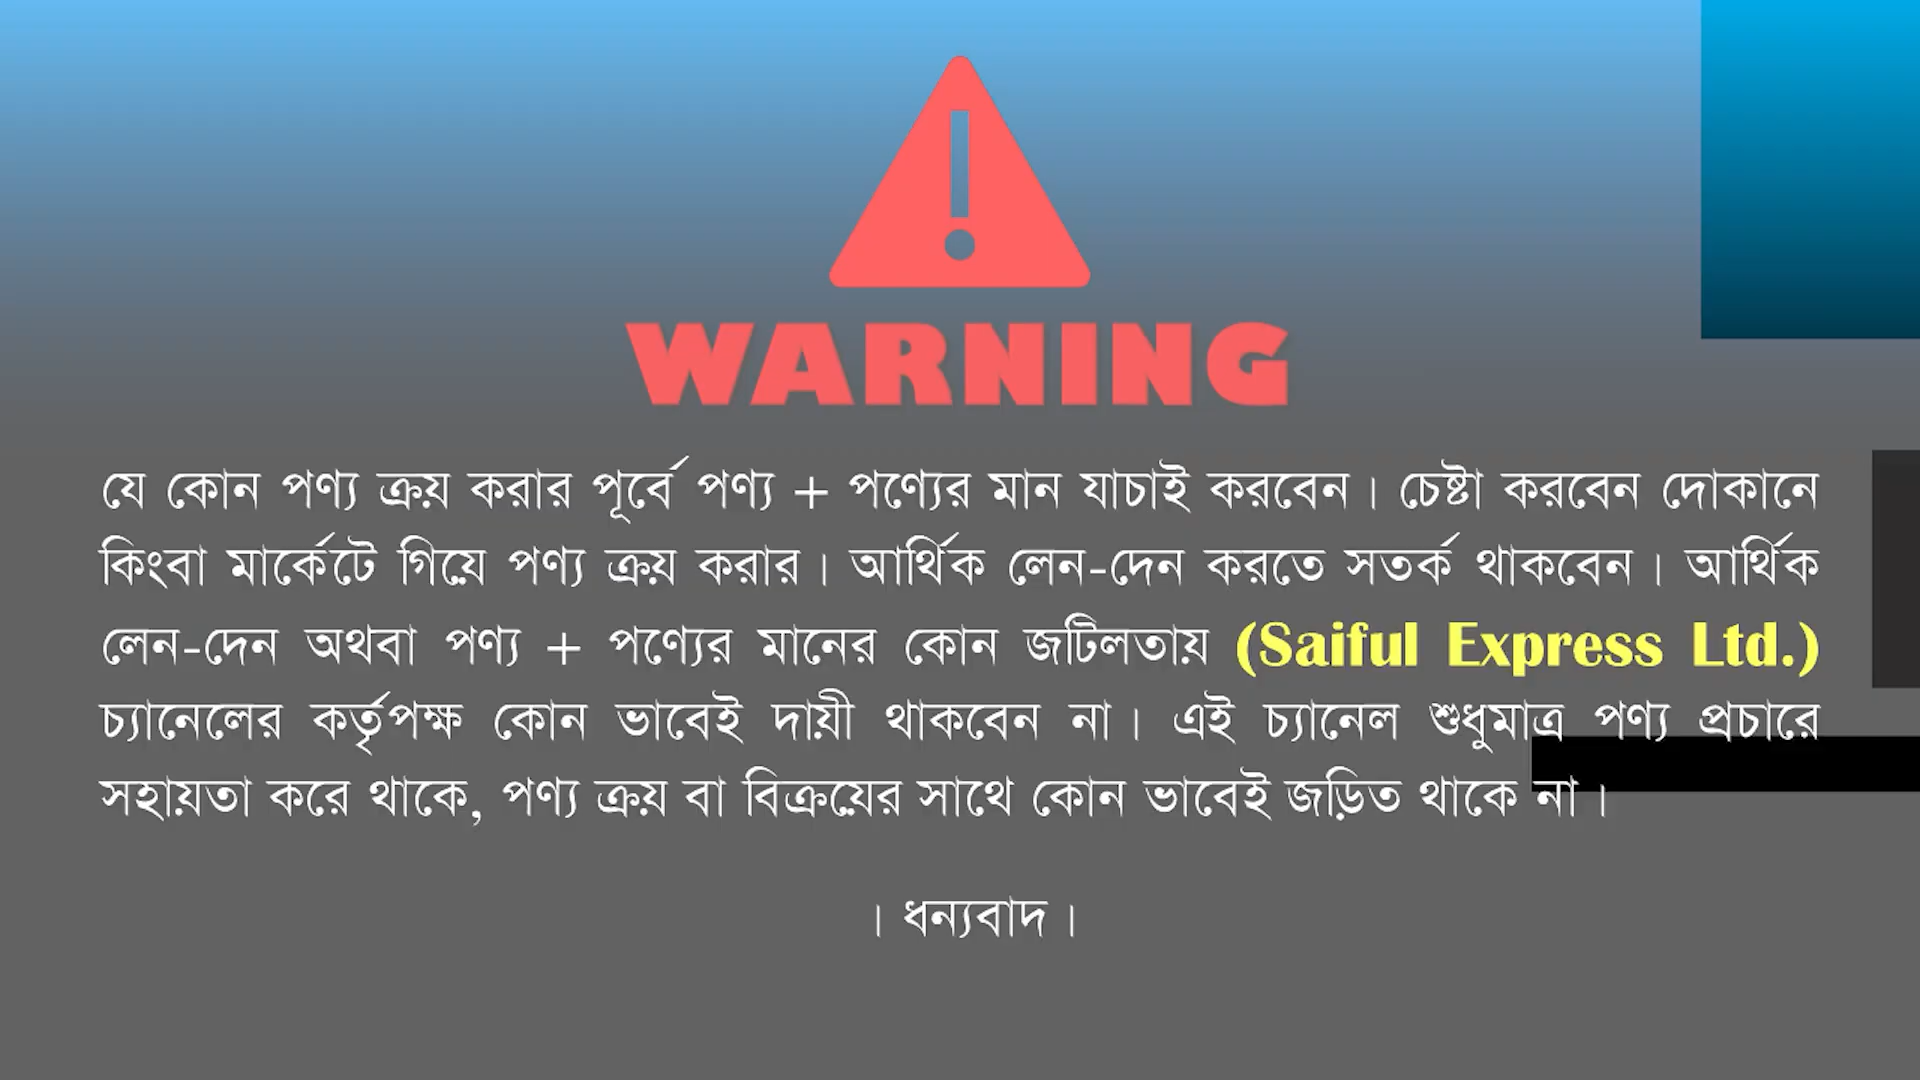 WARNING
যে কোন পণ্য ক্রয় করার পূর্বে পণ্য + পণ্যের মান যাচাই করবেন। চেষ্টা করবেন দোকানে
কিংবা মার্কেটে গিয়ে পণ্য ক্রয় করার। আর্থিক লেন-দেন করতে সতর্ক থাকবেন। আর্থিক
লেন-দেন অথবা পণ্য + পণ্যের মানের কোন জটিলতায় (Saiful Express Ltd.)
চ্যানেলের কর্তৃপক্ষ কোন ভাবেই দায়ী থাকবেন না। এই চ্যানেল শুধুমাত্র পণ্য প্রচারে
সহায়তা করে থাকে, পণ্য ক্রয় বা বিক্রয়ের সাথে কোন ভাবেই জড়িত থাকে না।
। ধন্যবাদ ।